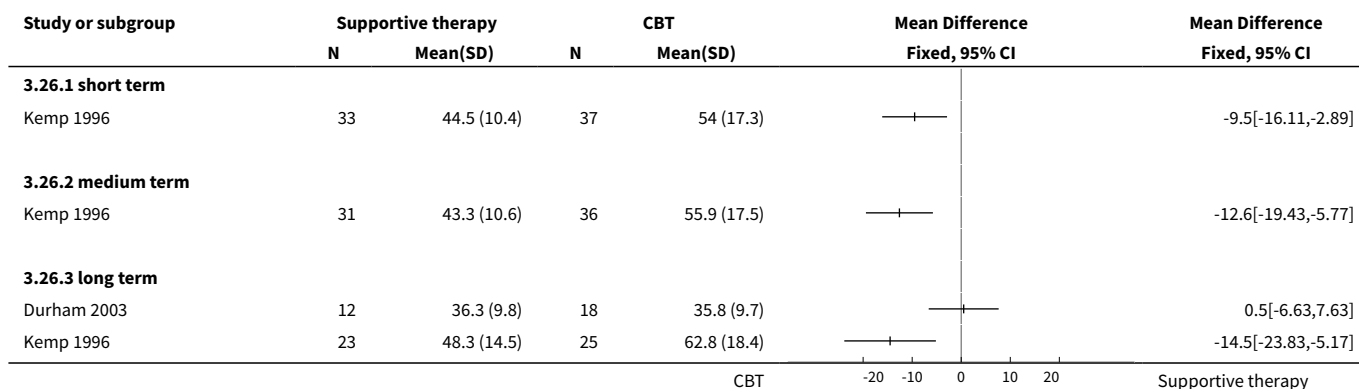 Study or subgroup Supportive therapy CBT Mean Difference Mean Difference
N Mean(SD) N Mean(SD) Fixed, 95% CI Fixed, 95% CI
3.26.1 short term
Kemp 1996 33 44.5 (10.4) 37 54 (17.3) -9.5[-16.11,-2.89]
3.26.2 medium term
Kemp 1996 31 43.3 (10.6) 36 55.9 (17.5) -12.6[-19.43,-5.77]
3.26.3 long term
Durham 2003 12 36.3 (9.8) 18 35.8 (9.7) 0.5[-6.63,7.63]
Kemp 1996 23 48.3 (14.5) 25 62.8 (18.4) -14.5[-23.83,-5.17]
CBT -20 -10 0 10 20 Supportive therapy